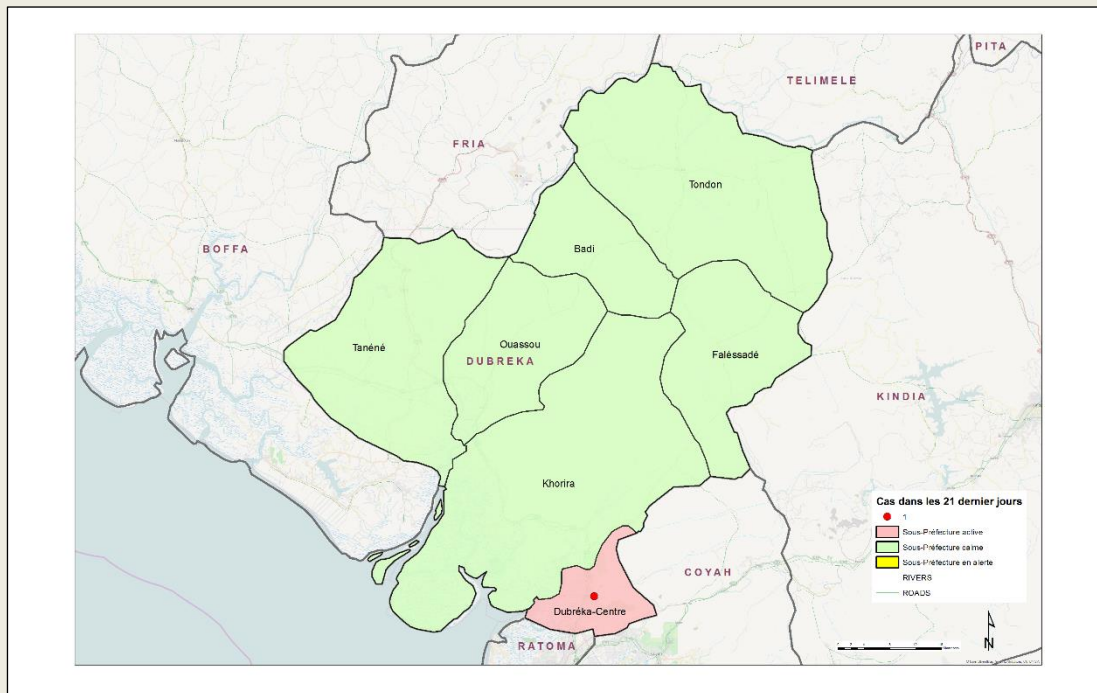 PITA
TELIMELE
FRIA
Tondon
Badi
BOFFA
Ouassou
Tanéné
DUBREKA
Faléssadé
KINDIA
Khorira
Cas dans les 21 dernier jours
1
Sous-Préfecture active
Sous-Préfecture calme
Sous-Préfecture en alerte
RIVERS
ROADS
COYAH
Dubréka-Centre
RATOMA
N